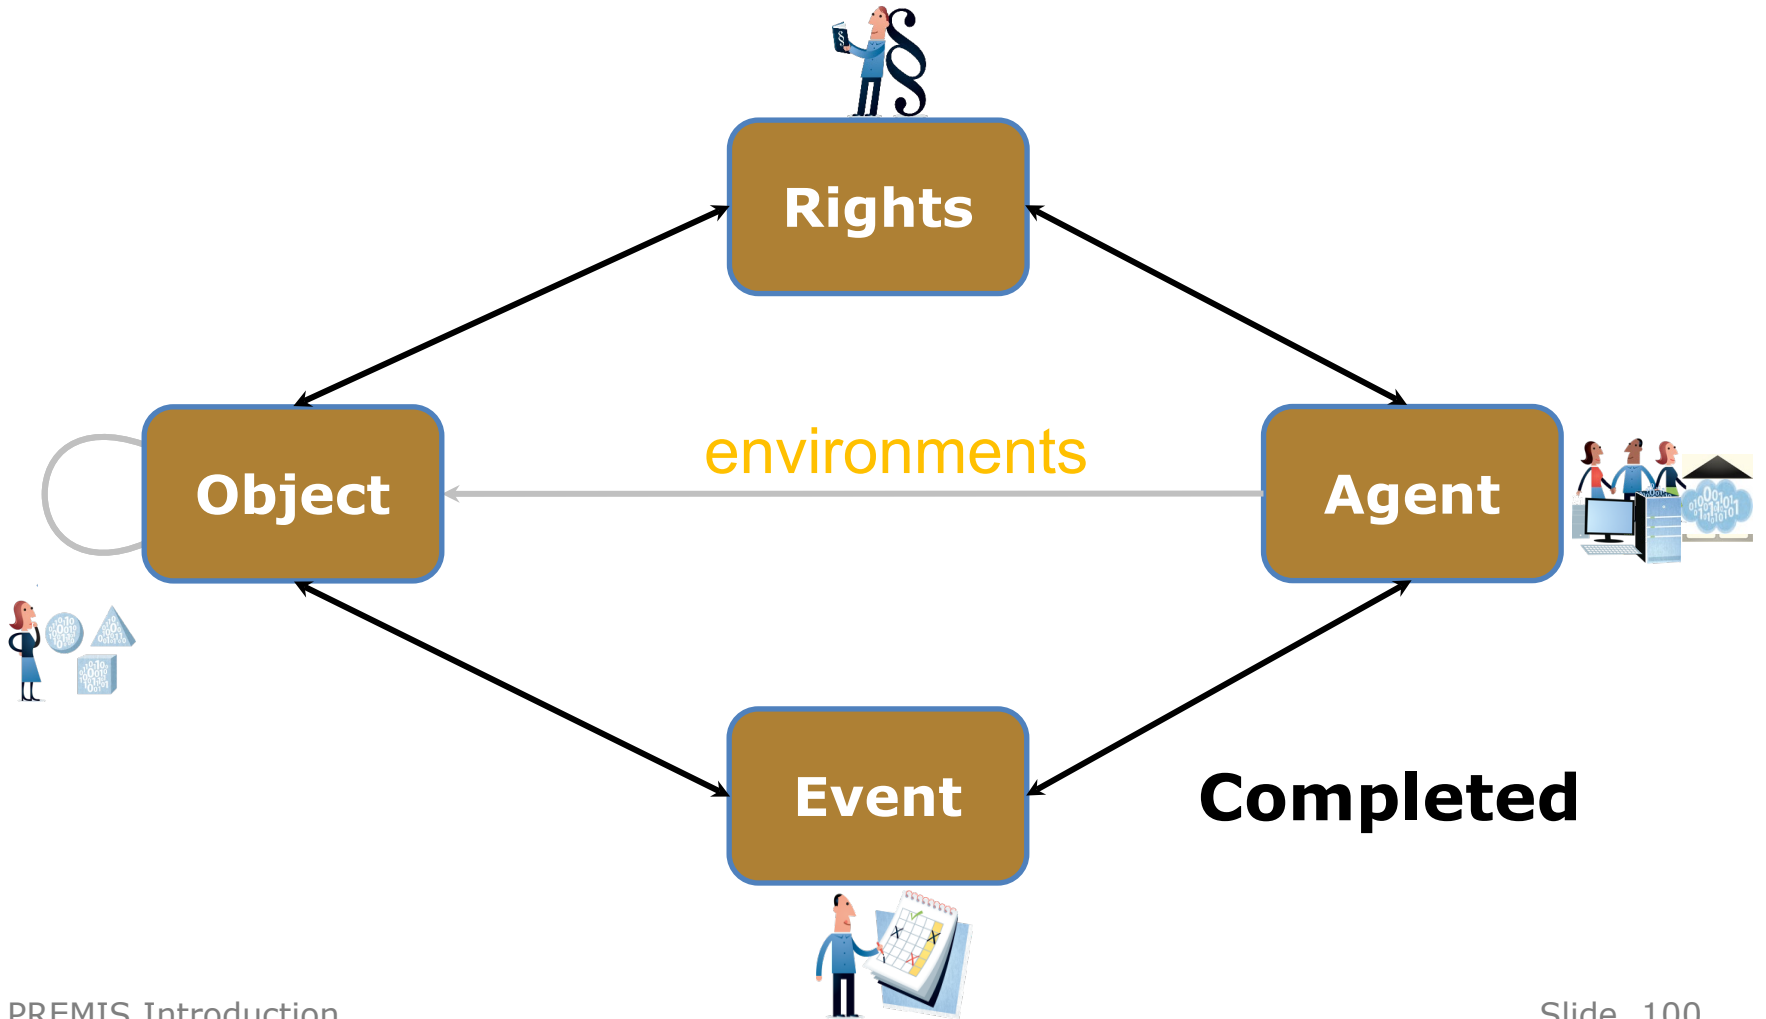 Rights
environments
Object
Agent
Event
Completed
PREMIS Introduction
Slide 100